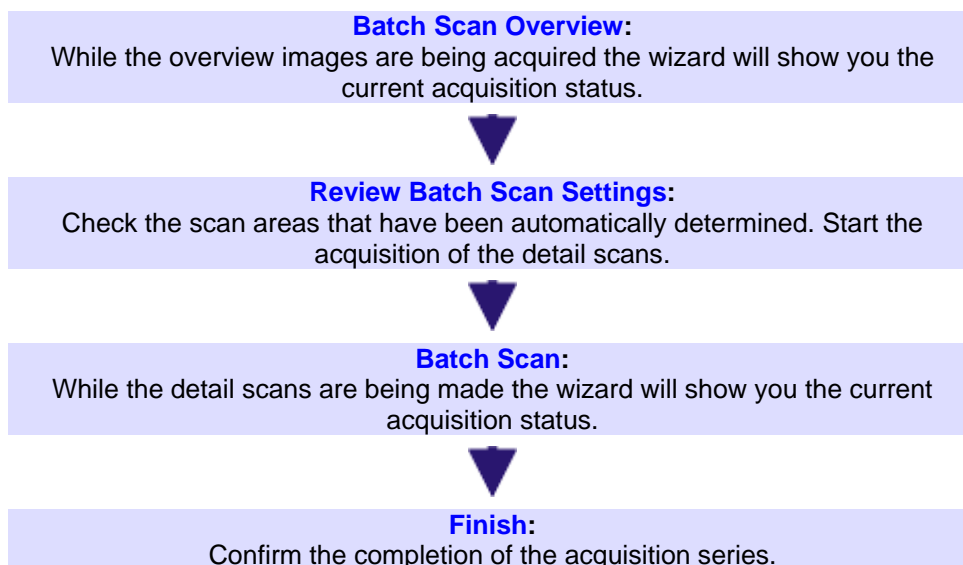 Batch Scan Overview:
While the overview images are being acquired the wizard will show you the
current acquisition status.
Review Batch Scan Settings:
Check the scan areas that have been automatically determined. Start the
acquisition of the detail scans.
Batch Scan:
While the detail scans are being made the wizard will show you the current
acquisition status.
Finish:
Confirm the completion of the acquisition series.